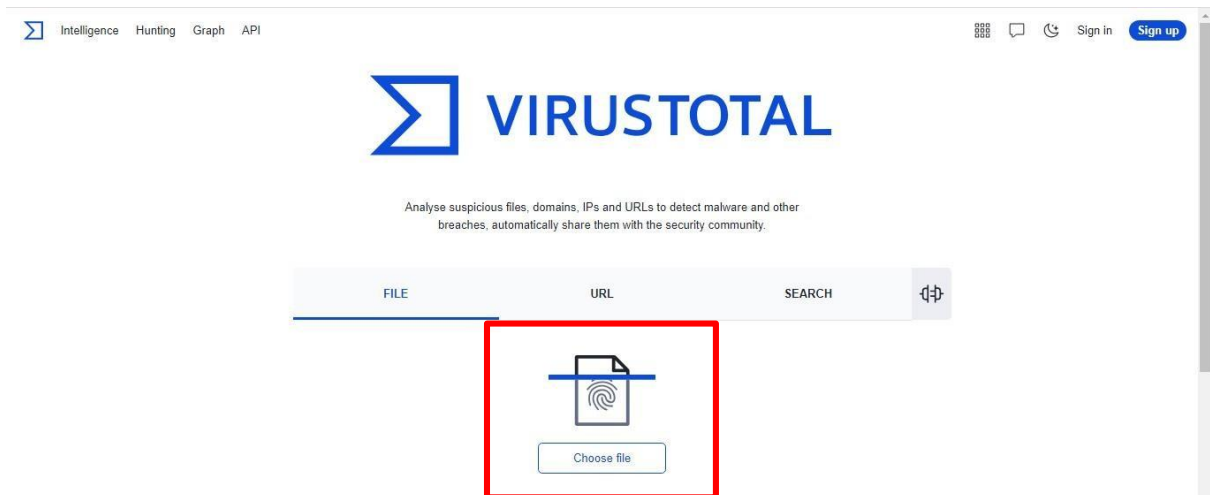 Intelligence Hunting Graph API Sign in Sign up
VIRUSTOTAL
Analyse suspicious files, domains, IPs and URLs to detect malware and other
breaches, automatically share them with the security community.
FILE URL SEARCH
Choose file